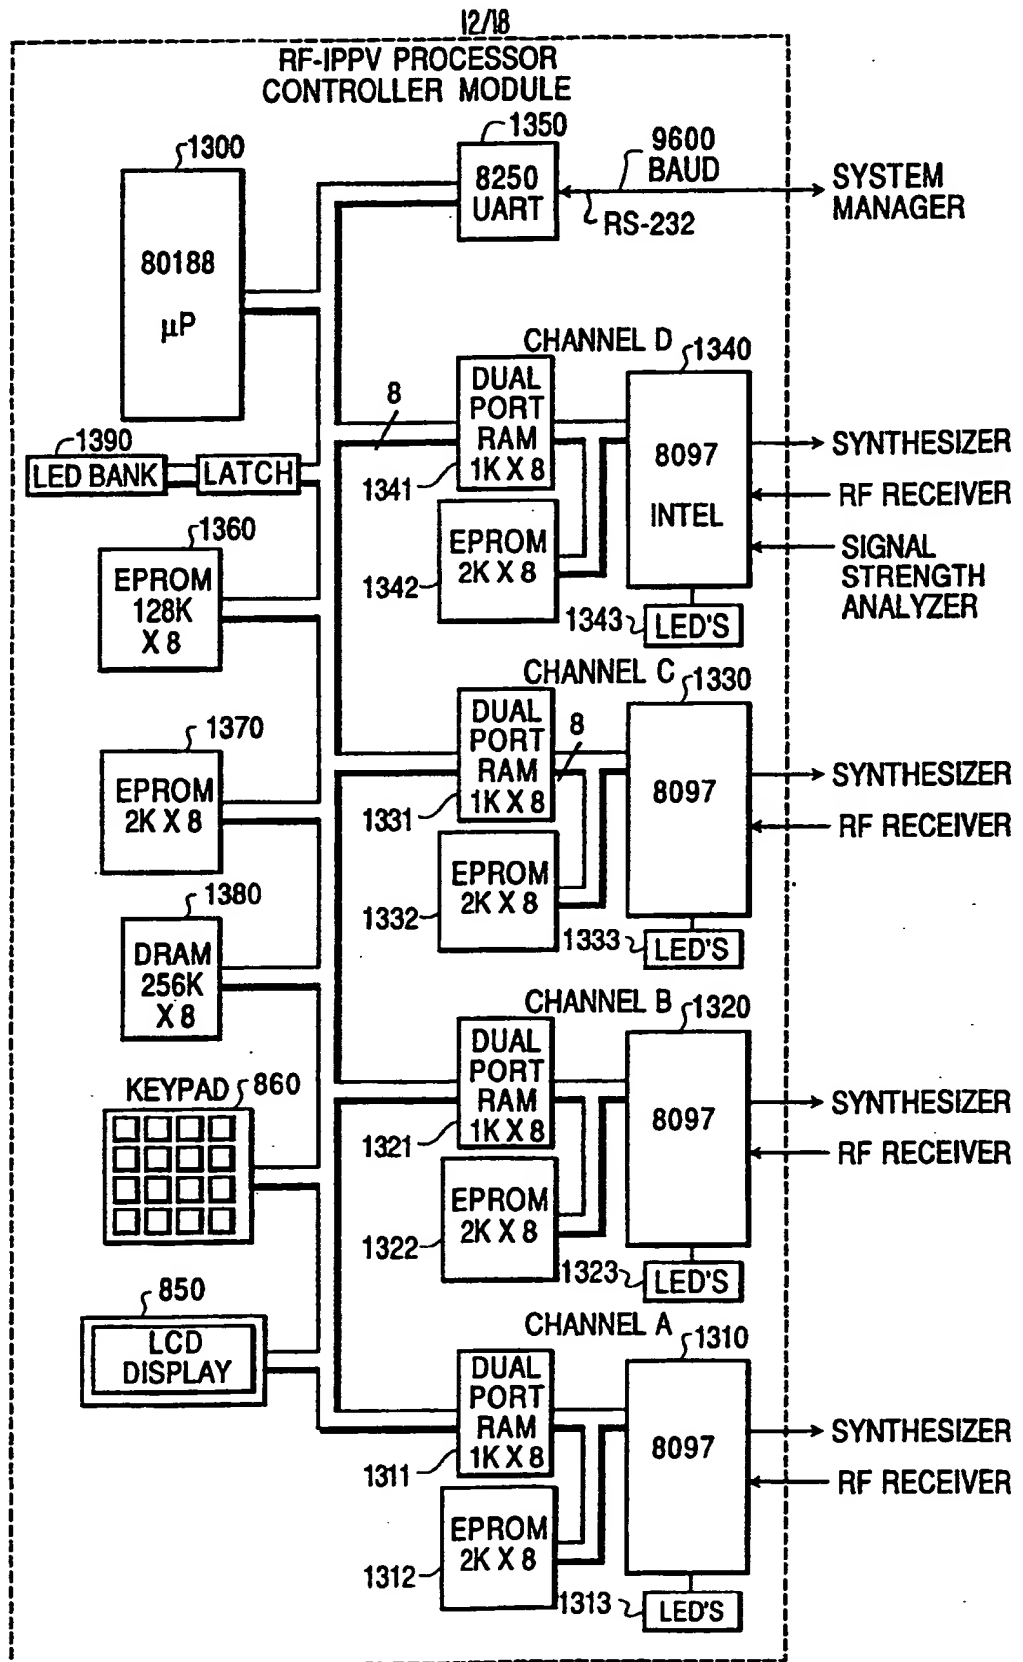 12/18
RF-IPPV PROCESSOR
CONTROLLER MODULE
1300
80188
µP
1350
8250
UART
9600
BAUD
RS-232
SYSTEM
MANAGER
1390
LED BANK
LATCH
8
CHANNEL D
DUAL
PORT
RAM
1K X 8
1341
EPROM
2K X 8
1342
1340
8097
INTEL
1343
LED'S
SYNTHESIZER
RF RECEIVER
SIGNAL
STRENGTH
ANALYZER
1360
EPROM
128K
X 8
CHANNEL C
DUAL
PORT
RAM
1K X 8
8
1331
EPROM
2K X 8
1332
1330
8097
1333
LED'S
SYNTHESIZER
RF RECEIVER
1370
EPROM
2K X 8
1380
DRAM
256K
X 8
CHANNEL B
DUAL
PORT
RAM
1K X 8
1321
EPROM
2K X 8
1322
1320
8097
1323
LED'S
SYNTHESIZER
RF RECEIVER
KEYPAD
860
850
LCD
DISPLAY
CHANNEL A
DUAL
PORT
RAM
1K X 8
1311
EPROM
2K X 8
1312
1310
8097
1313
LED'S
SYNTHESIZER
RF RECEIVER